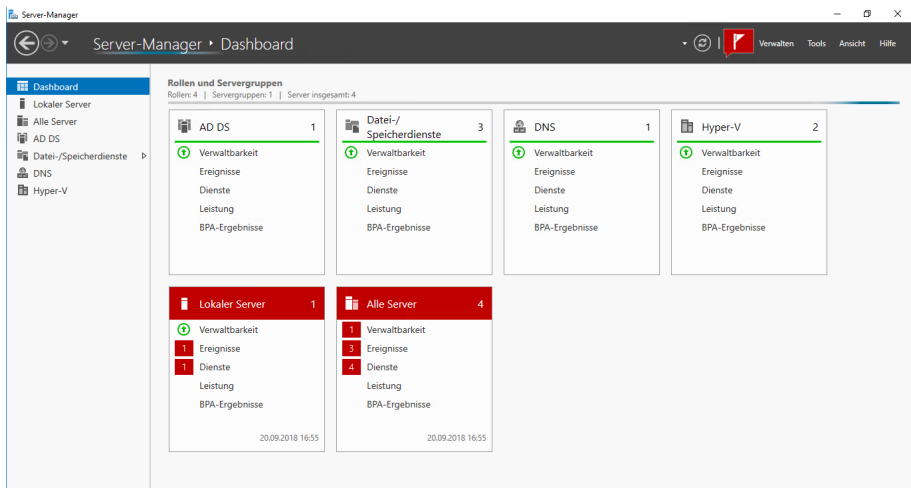 Server-Manager
Server-Manager • Dashboard
Verwalten Tools Ansicht Hilfe
Dashboard
Lokaler Server
Alle Server
AD DS
Datei-/Speicherdienste
DNS
Hyper-V
Rollen und Servergruppen
Rollen: 4 | Servergruppen: 1 | Server insgesamt: 4
AD DS 1
Verwaltbarkeit
Ereignisse
Dienste
Leistung
BPA-Ergebnisse
Datei-/
Speicherdienste 3
Verwaltbarkeit
Ereignisse
Dienste
Leistung
BPA-Ergebnisse
DNS 1
Verwaltbarkeit
Ereignisse
Dienste
Leistung
BPA-Ergebnisse
Hyper-V 2
Verwaltbarkeit
Ereignisse
Dienste
Leistung
BPA-Ergebnisse
Lokaler Server 1
Verwaltbarkeit
1 Ereignisse
1 Dienste
Leistung
BPA-Ergebnisse
20.09.2018 16:55
Alle Server 4
1 Verwaltbarkeit
3 Ereignisse
4 Dienste
Leistung
BPA-Ergebnisse
20.09.2018 16:55